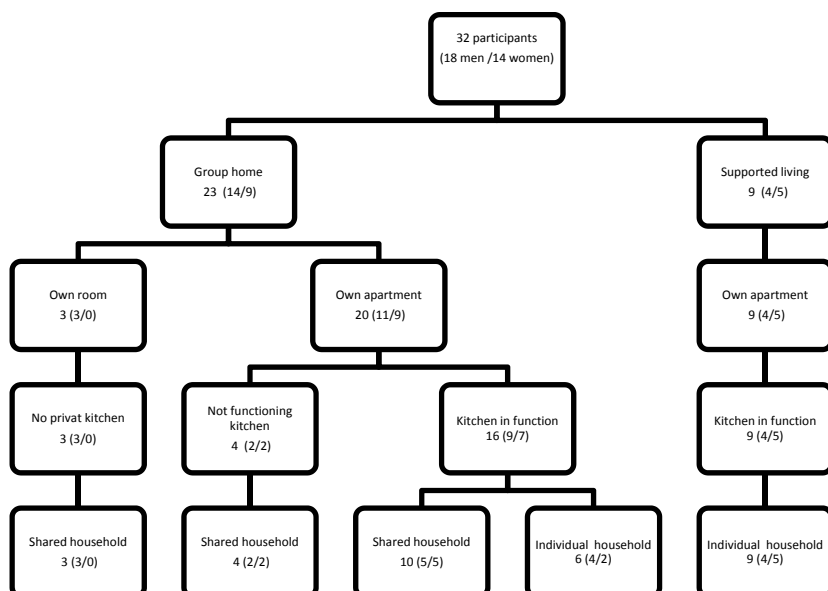 32 participants
(18 men /14 women)
Group home
23 (14/9)
Supported living
9 (4/5)
Own room
3 (3/0)
Own apartment
20 (11/9)
Own apartment
9 (4/5)
No privat kitchen
3 (3/0)
Not functioning
kitchen
4 (2/2)
Kitchen in function
16 (9/7)
Kitchen in function
9 (4/5)
Shared household
3 (3/0)
Shared household
4 (2/2)
Shared household
10 (5/5)
Individual household
6 (4/2)
Individual household
9 (4/5)